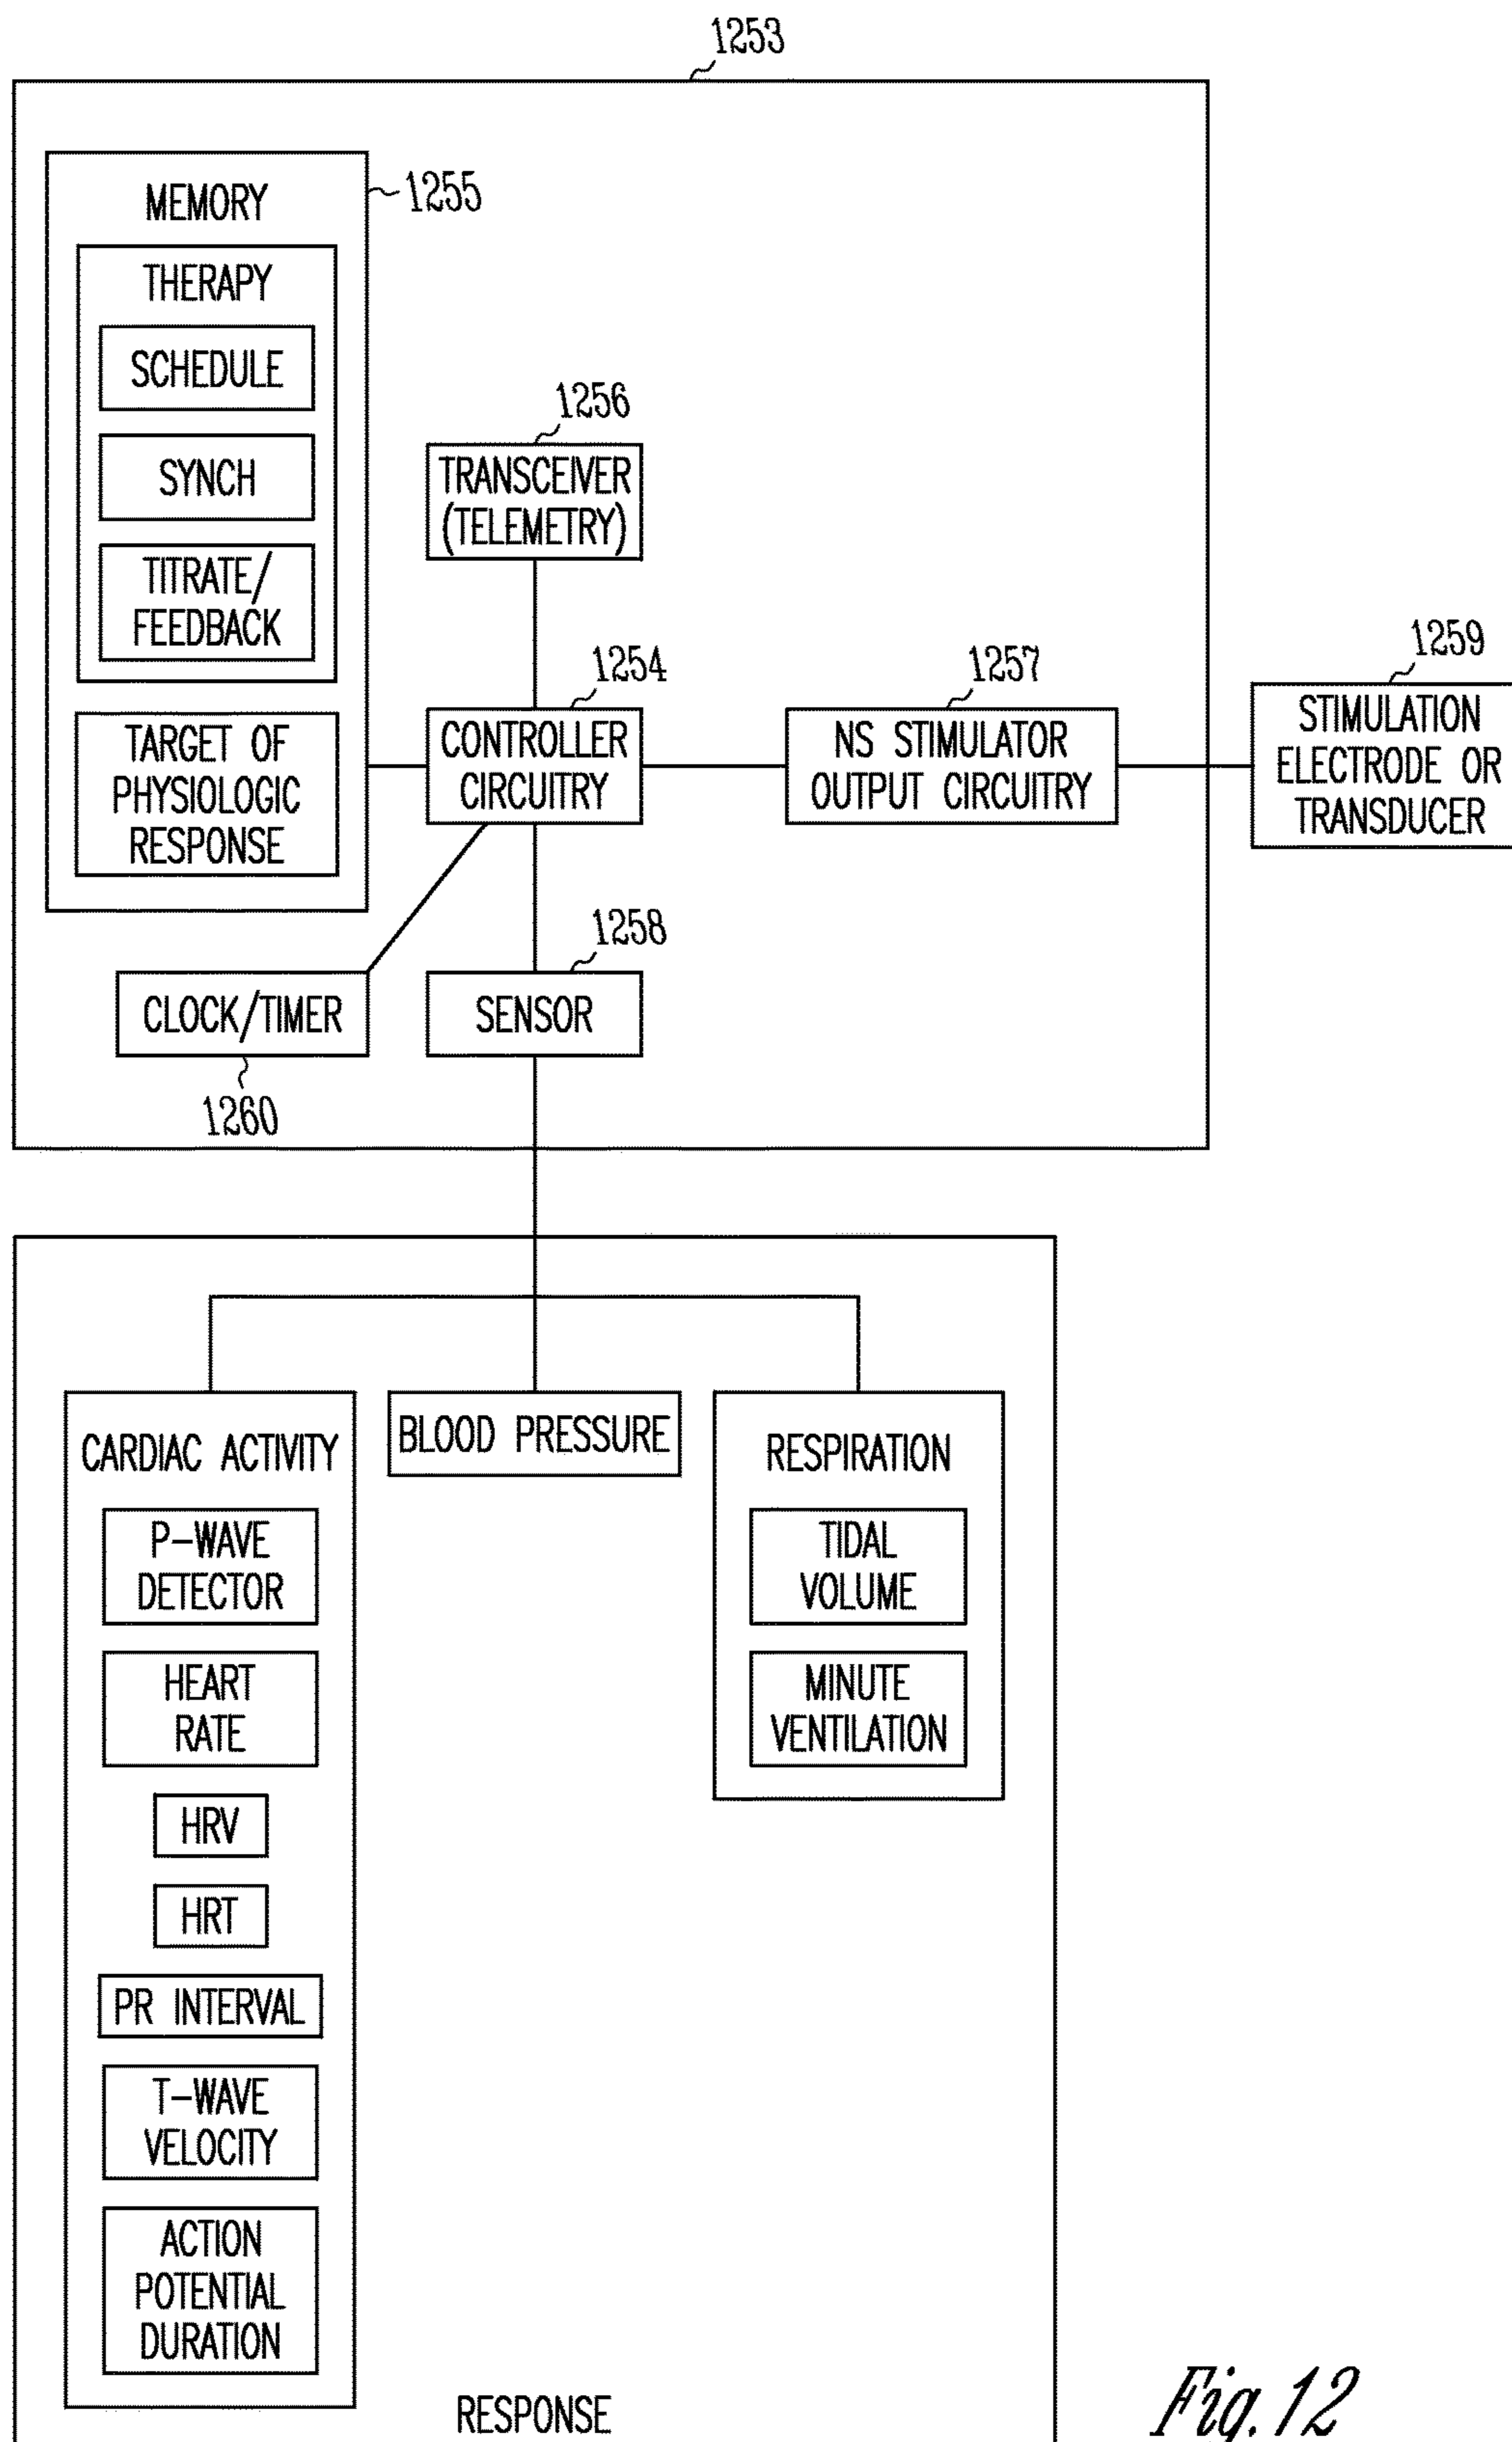 1253
MEMORY
1255
THERAPY
SCHEDULE
SYNCH
TITRATE/
FEEDBACK
TARGET OF
PHYSIOLOGIC
RESPONSE
1256
TRANSCEIVER
(TELEMETRY)
1254
CONTROLLER
CIRCUITRY
1257
NS STIMULATOR
OUTPUT CIRCUITRY
1259
STIMULATION
ELECTRODE OR
TRANSDUCER
1258
SENSOR
CLOCK/TIMER
1260
CARDIAC ACTIVITY
P-WAVE
DETECTOR
HEART
RATE
HRV
HRT
PR INTERVAL
T-WAVE
VELOCITY
ACTION
POTENTIAL
DURATION
BLOOD PRESSURE
RESPIRATION
TIDAL
VOLUME
MINUTE
VENTILATION
RESPONSE
Fig. 12